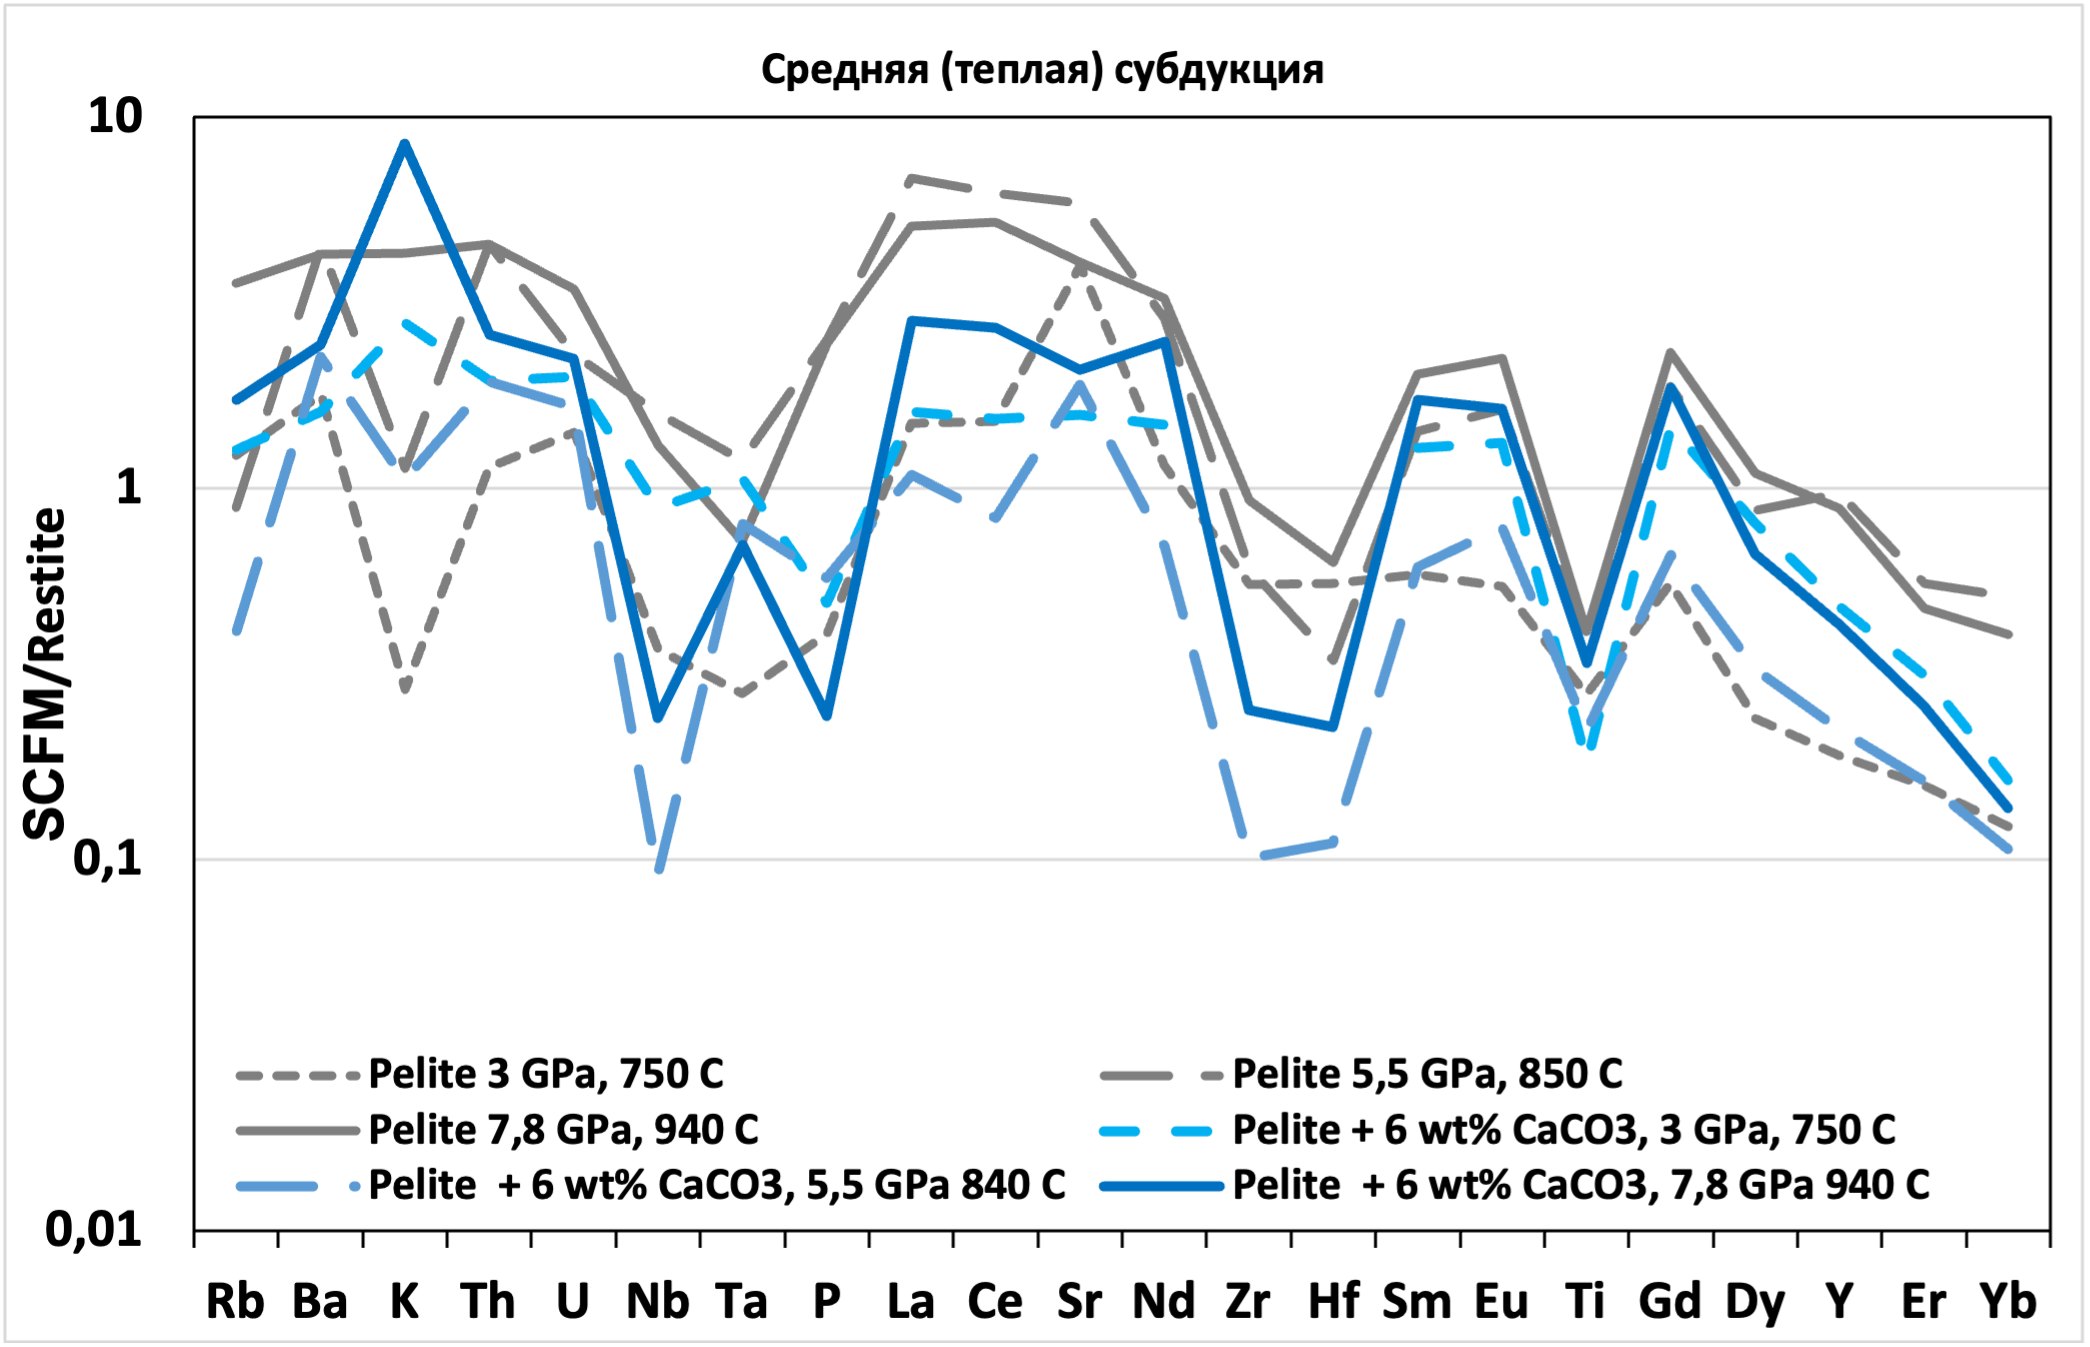 Средняя (теплая) субдукция
10
1
0,1
0,01
SCFM/Restite
Pelite 3 GPa, 750 C
Pelite 5,5 GPa, 850 C
Pelite 7,8 GPa, 940 C
Pelite + 6 wt% CaCO3, 3 GPa, 750 C
Pelite + 6 wt% CaCO3, 5,5 GPa 840 C
Pelite + 6 wt% CaCO3, 7,8 GPa 940 C
Rb Ba K Th U Nb Ta P La Ce Sr Nd Zr Hf Sm Eu Ti Gd Dy Y Er Yb